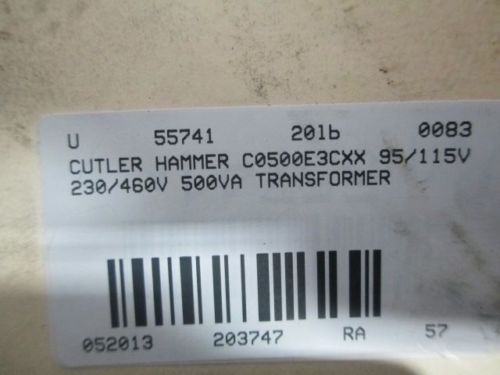 U 55741 201b 0083
CUTLER HAMMER C0500E3CXX 95/115V
230/460V 500VA TRANSFORMER
052013 203747 RA 57